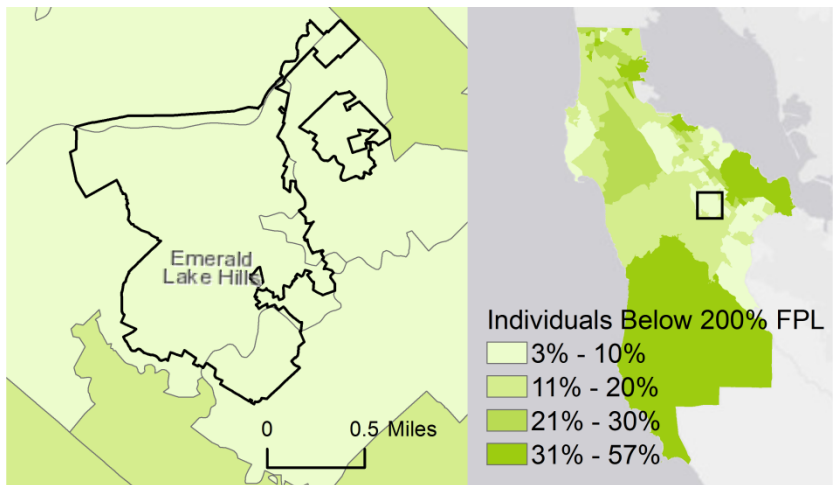 Emerald
Lake Hills
0 0.5 Miles
Individuals Below 200% FPL
3% - 10%
11% - 20%
21% - 30%
31% - 57%